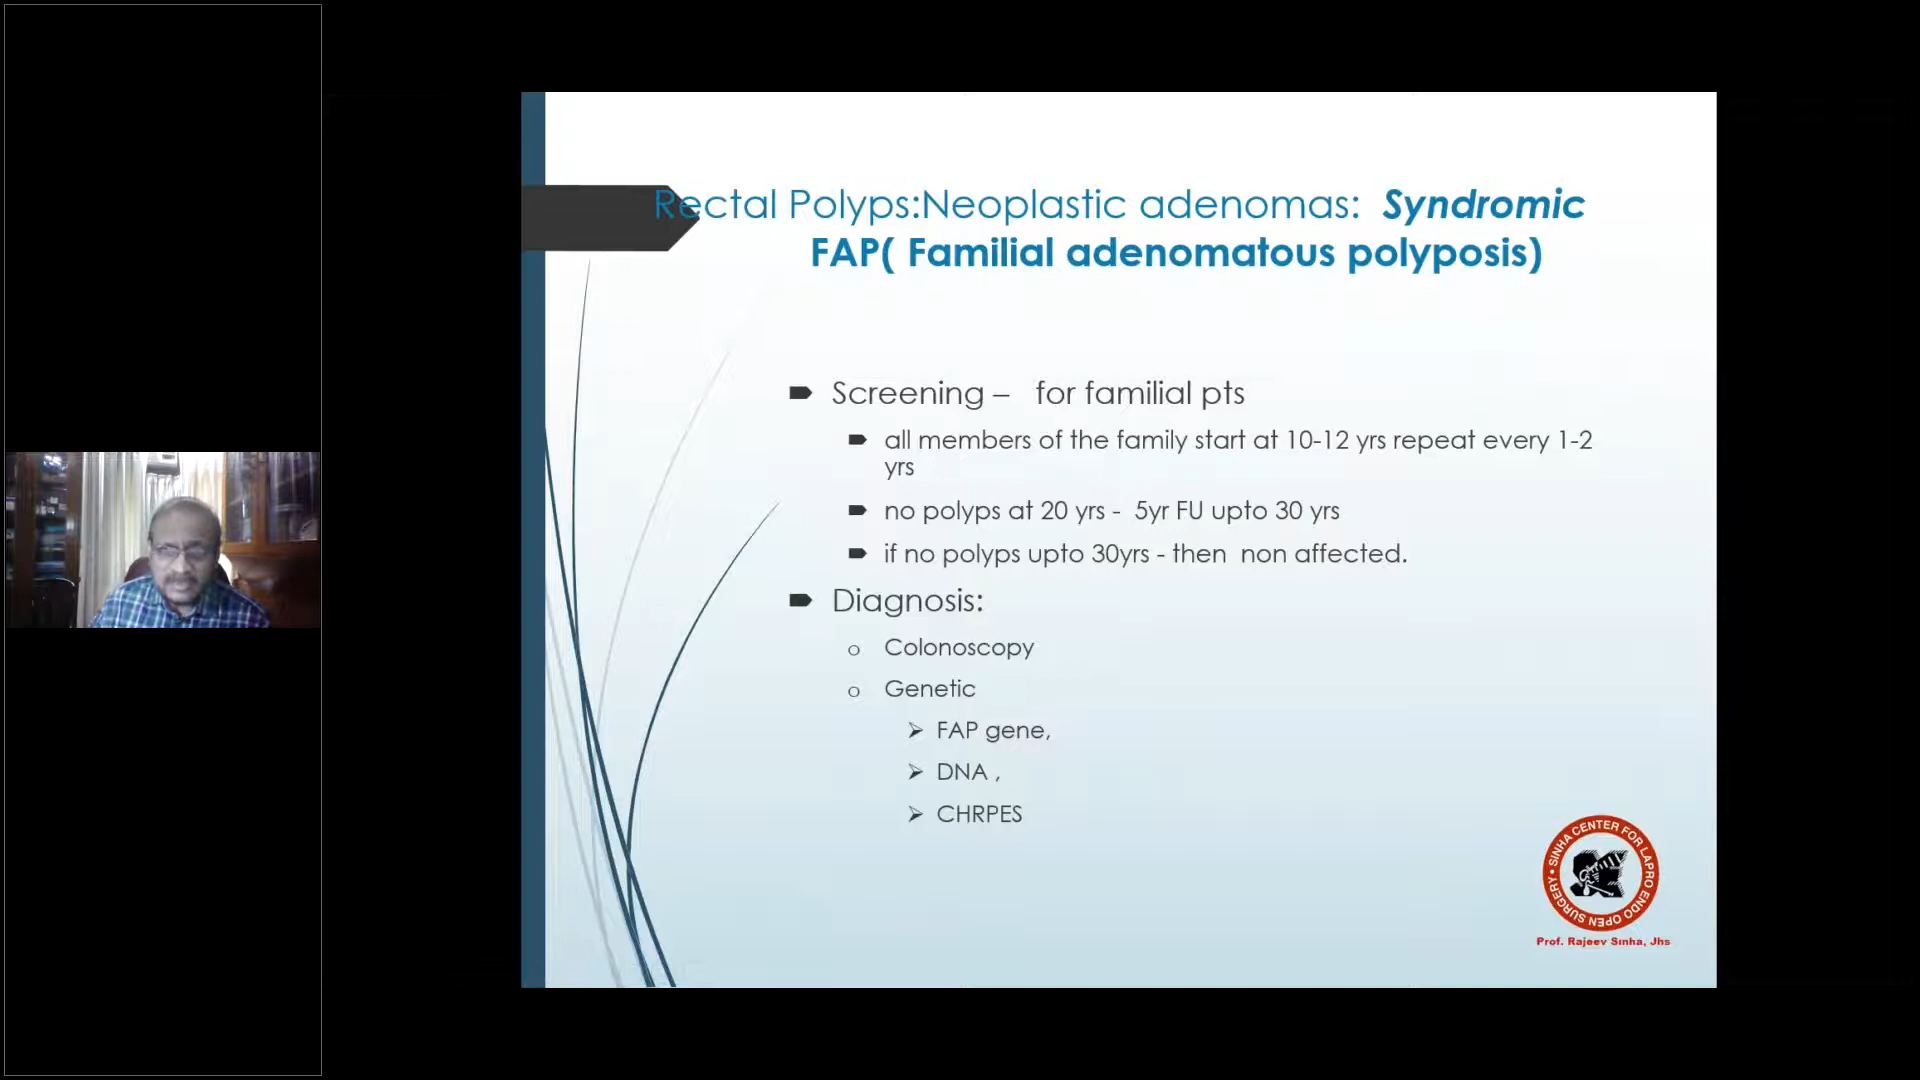 Rectal Polyps:Neoplastic adenomas: Syndromic
FAP( Familial adenomatous polyposis)
Screening – for familial pts
all members of the family start at 10-12 yrs repeat every 1-2
yrs
no polyps at 20 yrs - 5yr FU upto 30 yrs
if no polyps upto 30yrs - then non affected.
Diagnosis:
Colonoscopy
Genetic
FAP gene,
DNA ,
CHRPES
SINHA CENTER FOR LAPRO ENDO OPEN SURGERY
Prof. Rajeev Sinha, Jhs